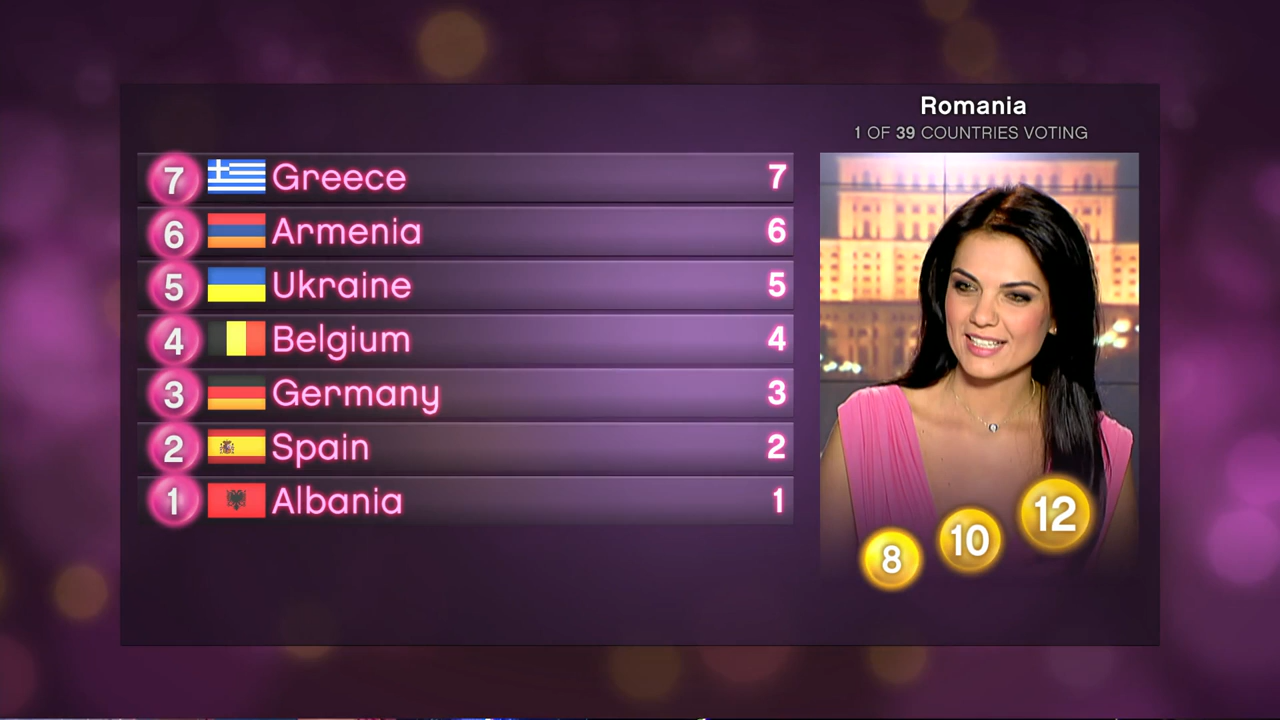 Romania
1 OF 39 COUNTRIES VOTING
7 Greece 7
6 Armenia 6
5 Ukraine 5
4 Belgium 4
3 Germany 3
2 Spain 2
1 Albania 1
8 10 12